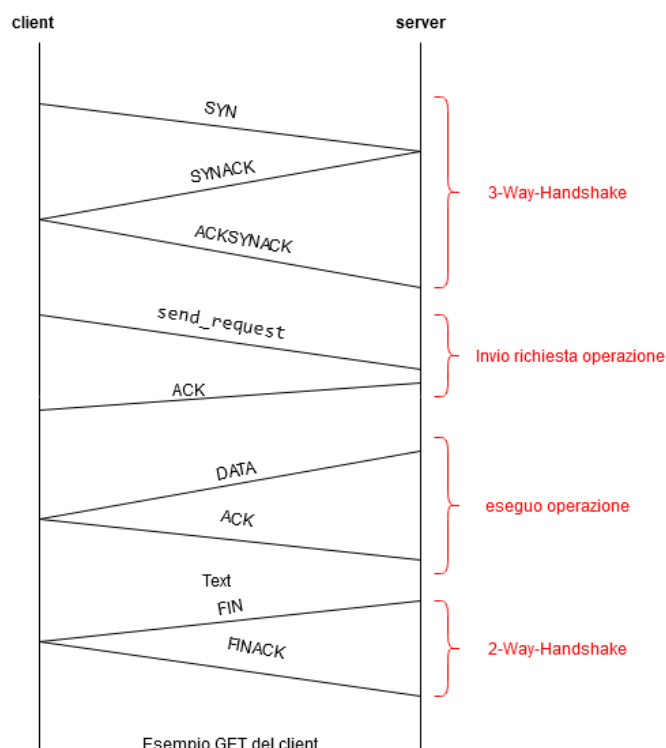 client
server
SYN
SYNACK
3-Way-Handshake
ACKSYNACK
send_request
Invio richiesta operazione
ACK
DATA
eseguo operazione
ACK
Text
FIN
FINACK
2-Way-Handshake
Esempio GET del client